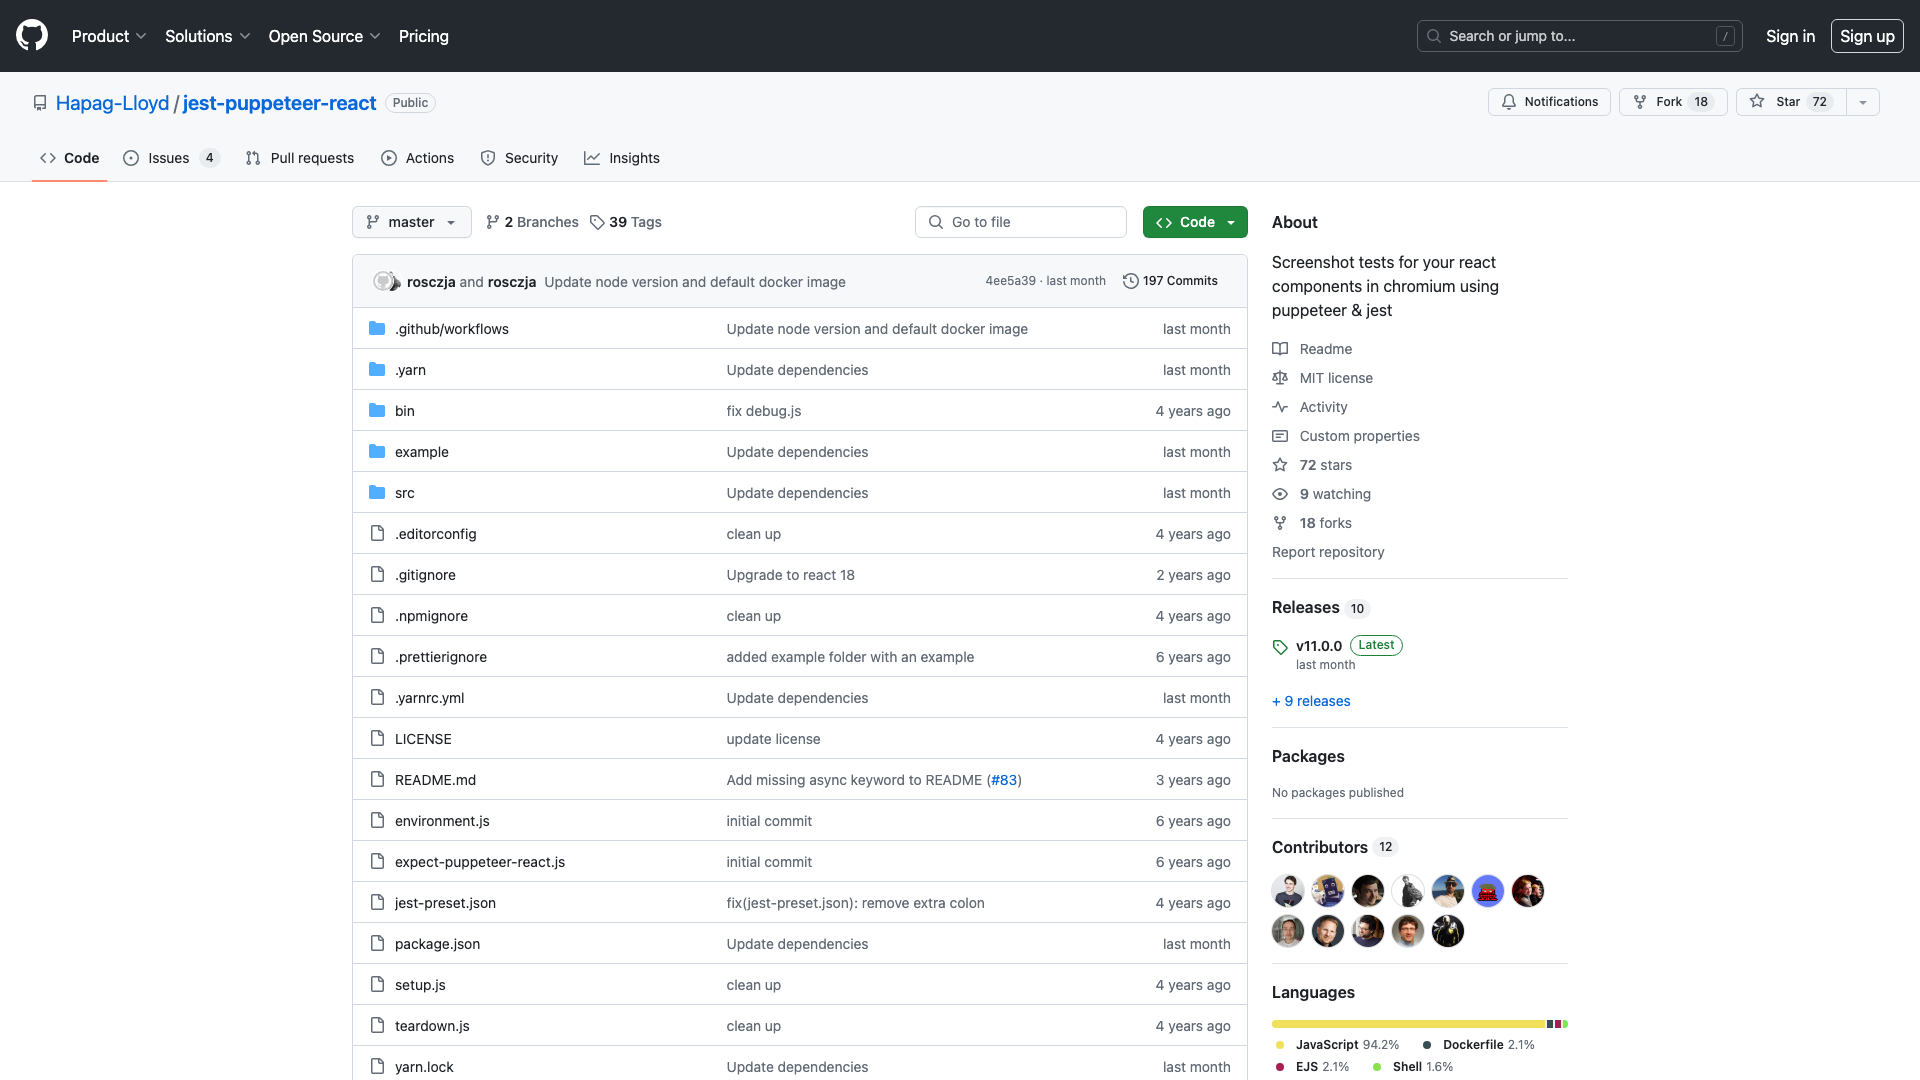 Product Solutions Open Source Pricing Search or jump to... / Sign in Sign up
Hapag-Lloyd / jest-puppeteer-react Public Notifications Fork 18 Star 72
Code Issues 4 Pull requests Actions Security Insights
master 2 Branches 39 Tags Go to file Code
rosczja and rosczja Update node version and default docker image 4ee5a39 · last month 197 Commits
.github/workflows Update node version and default docker image last month
.yarn Update dependencies last month
bin fix debug.js 4 years ago
example Update dependencies last month
src Update dependencies last month
.editorconfig clean up 4 years ago
.gitignore Upgrade to react 18 2 years ago
.npmignore clean up 4 years ago
.prettierignore added example folder with an example 6 years ago
.yarnrc.yml Update dependencies last month
LICENSE update license 4 years ago
README.md Add missing async keyword to README (#83) 3 years ago
environment.js initial commit 6 years ago
expect-puppeteer-react.js initial commit 6 years ago
jest-preset.json fix(jest-preset.json): remove extra colon 4 years ago
package.json Update dependencies last month
setup.js clean up 4 years ago
teardown.js clean up 4 years ago
yarn.lock Update dependencies last month
About
Screenshot tests for your react
components in chromium using
puppeteer & jest
Readme
MIT license
Activity
Custom properties
72 stars
9 watching
18 forks
Report repository
Releases 10
v11.0.0 Latest
last month
+ 9 releases
Packages
No packages published
Contributors 12
Languages
JavaScript 94.2% Dockerfile 2.1%
EJS 2.1% Shell 1.6%